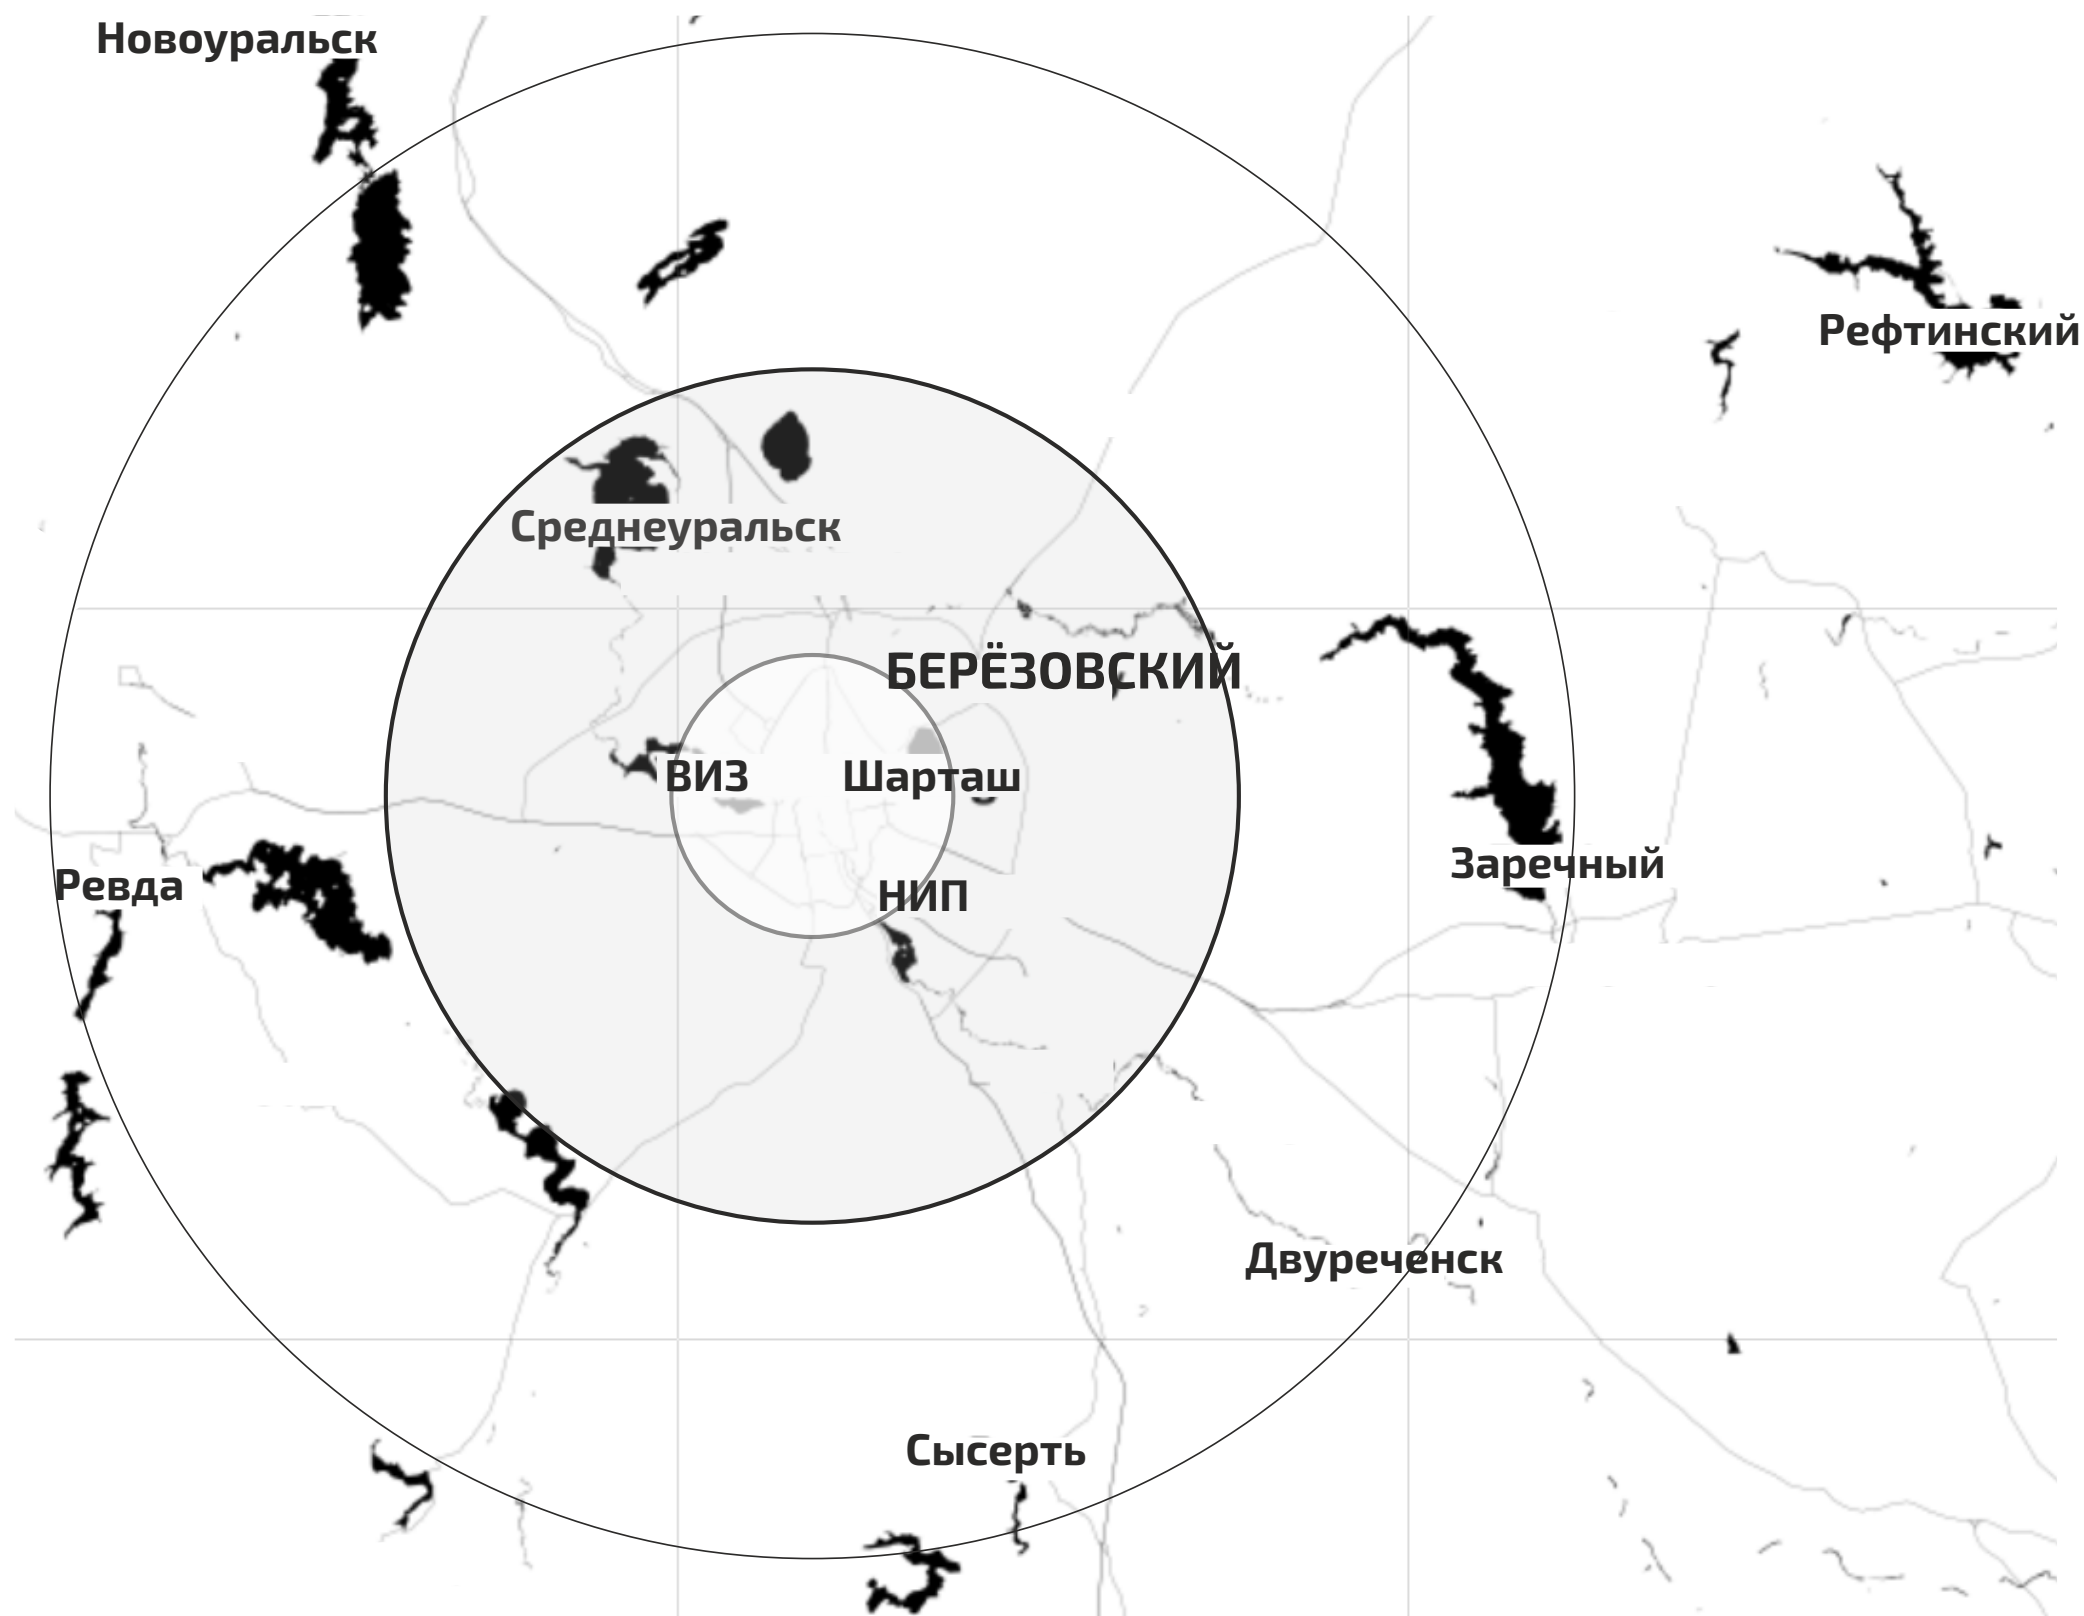 Новоуральск
Рефтинский
Среднеуральск
БЕРЁЗОВСКИЙ
ВИЗ
Шарташ
Заречный
Ревда
НИП
Двуреченск
Сысерть